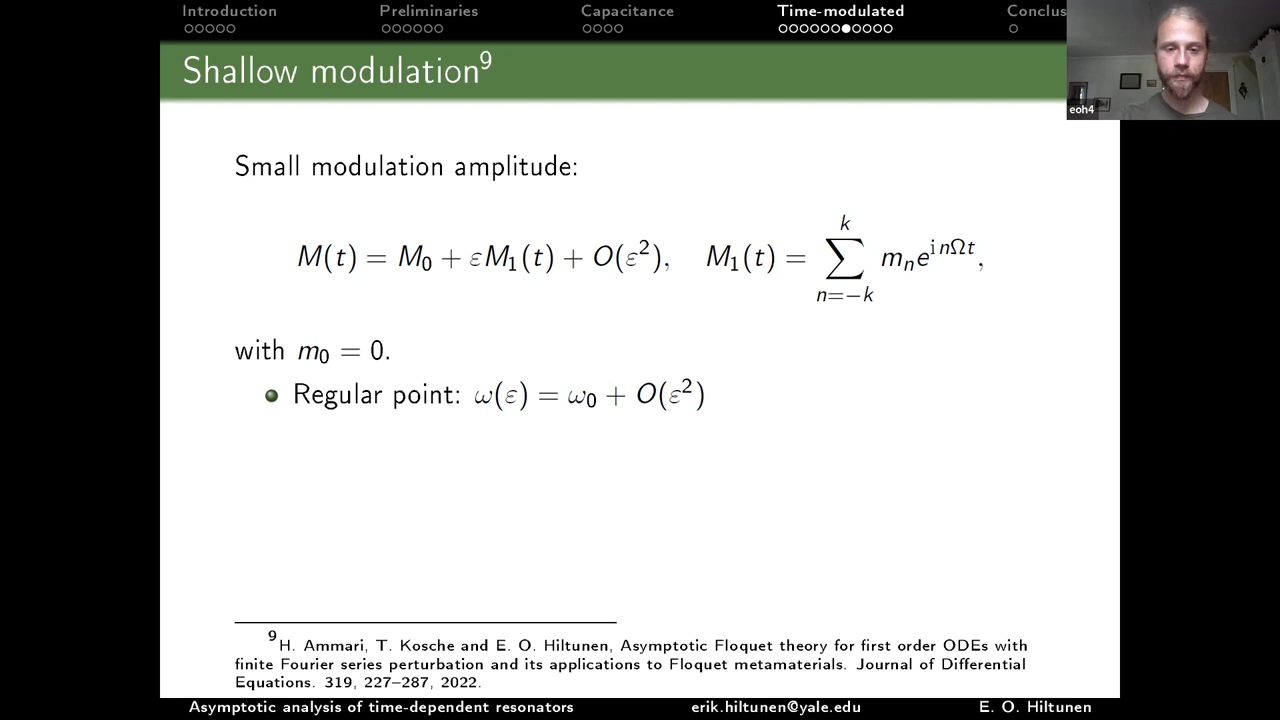 Introduction Preliminaries Capacitance Time-modulated Conclus
Shallow modulation⁹
eoh4
Small modulation amplitude:
M(t) = M₀ + εM₁(t) + O(ε²), M₁(t) = ∑_{n=−k}^{k} mₙe^{inΩt},
with m₀ = 0.
Regular point: ω(ε) = ω₀ + O(ε²)
⁹H. Ammari, T. Kosche and E. O. Hiltunen, Asymptotic Floquet theory for first order ODEs with
finite Fourier series perturbation and its applications to Floquet metamaterials. Journal of Differential
Equations. 319, 227–287, 2022.
Asymptotic analysis of time-dependent resonators erik.hiltunen@yale.edu E. O. Hiltunen